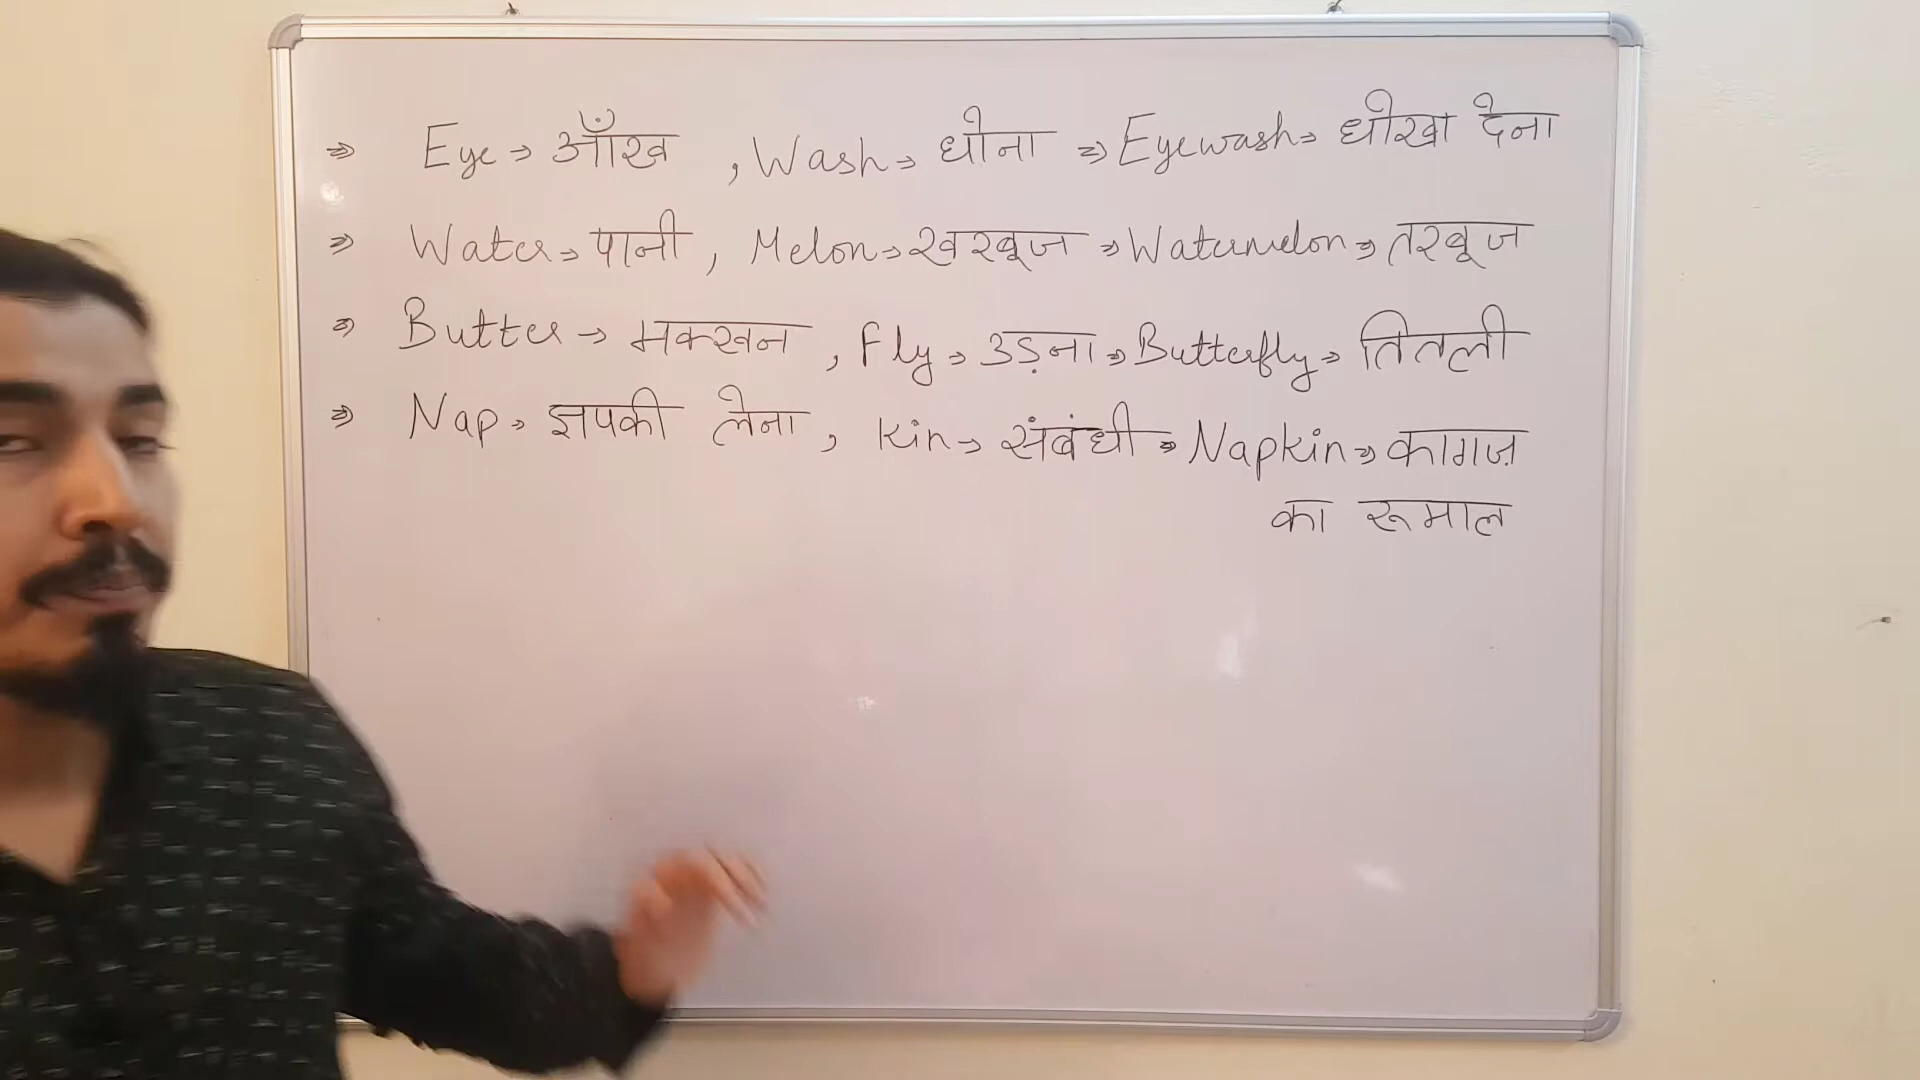 ⇒ Eye → आँख , Wash → धोना ⇒ Eyewash → धोखा देना
⇒ Water → पानी , Melon → खरबूज ⇒ Watermelon → तरबूज
⇒ Butter → मक्खन , Fly → उड़ना ⇒ Butterfly → तितली
⇒ Nap → झपकी लेना , Kin → संबंधी ⇒ Napkin → कागज़
का रूमाल